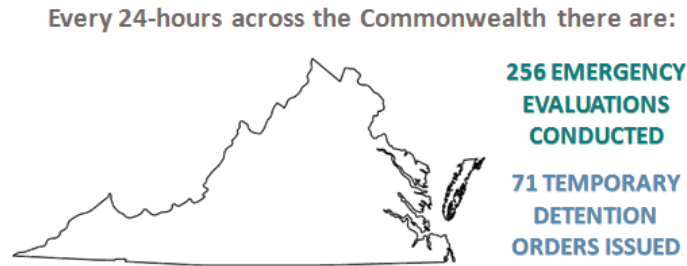 Every 24-hours across the Commonwealth there are:
256 EMERGENCY
EVALUATIONS
CONDUCTED
71 TEMPORARY
DETENTION
ORDERS ISSUED